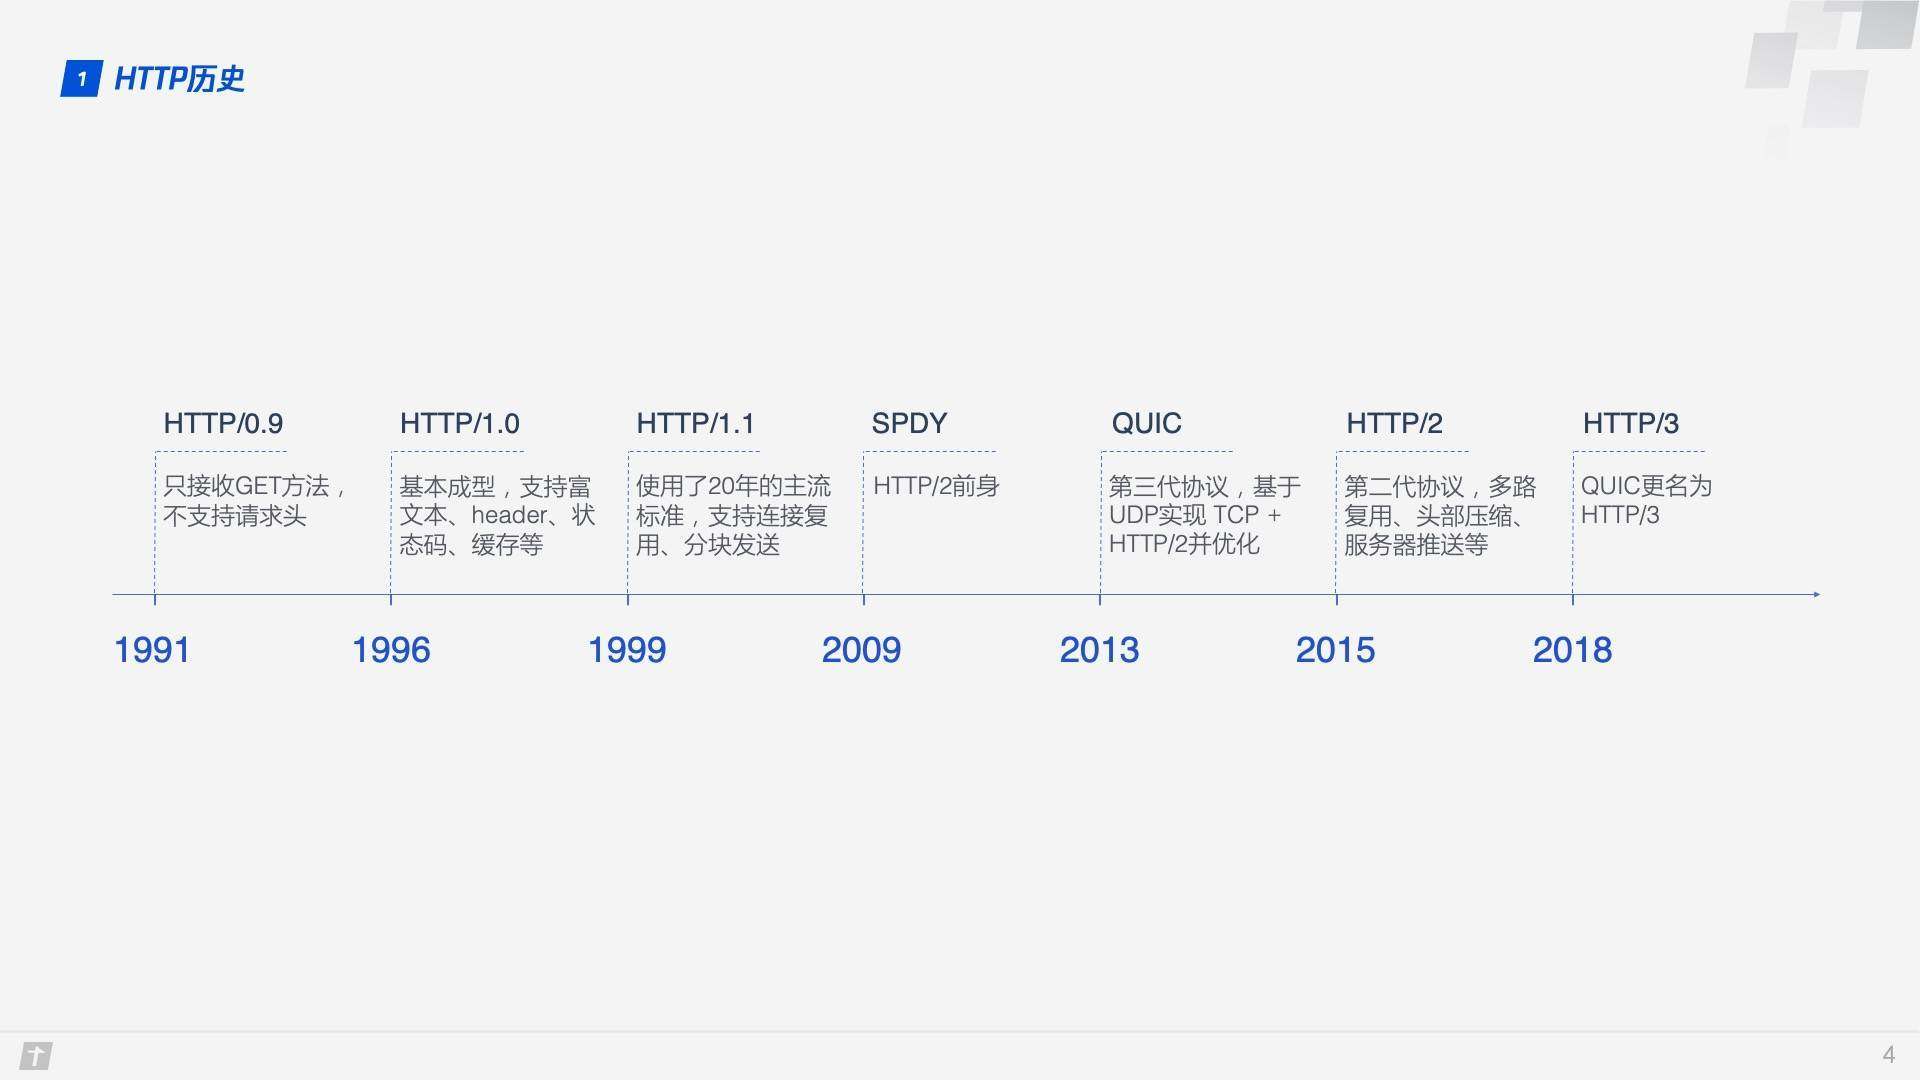 1 HTTP历史
HTTP/0.9
只接收GET方法，
不支持请求头
1991
HTTP/1.0
基本成型，支持富
文本、header、状
态码、缓存等
1996
HTTP/1.1
使用了20年的主流
标准，支持连接复
用、分块发送
1999
SPDY
HTTP/2前身
2009
QUIC
第三代协议，基于
UDP实现 TCP +
HTTP/2并优化
2013
HTTP/2
第二代协议，多路
复用、头部压缩、
服务器推送等
2015
HTTP/3
QUIC更名为
HTTP/3
2018
4